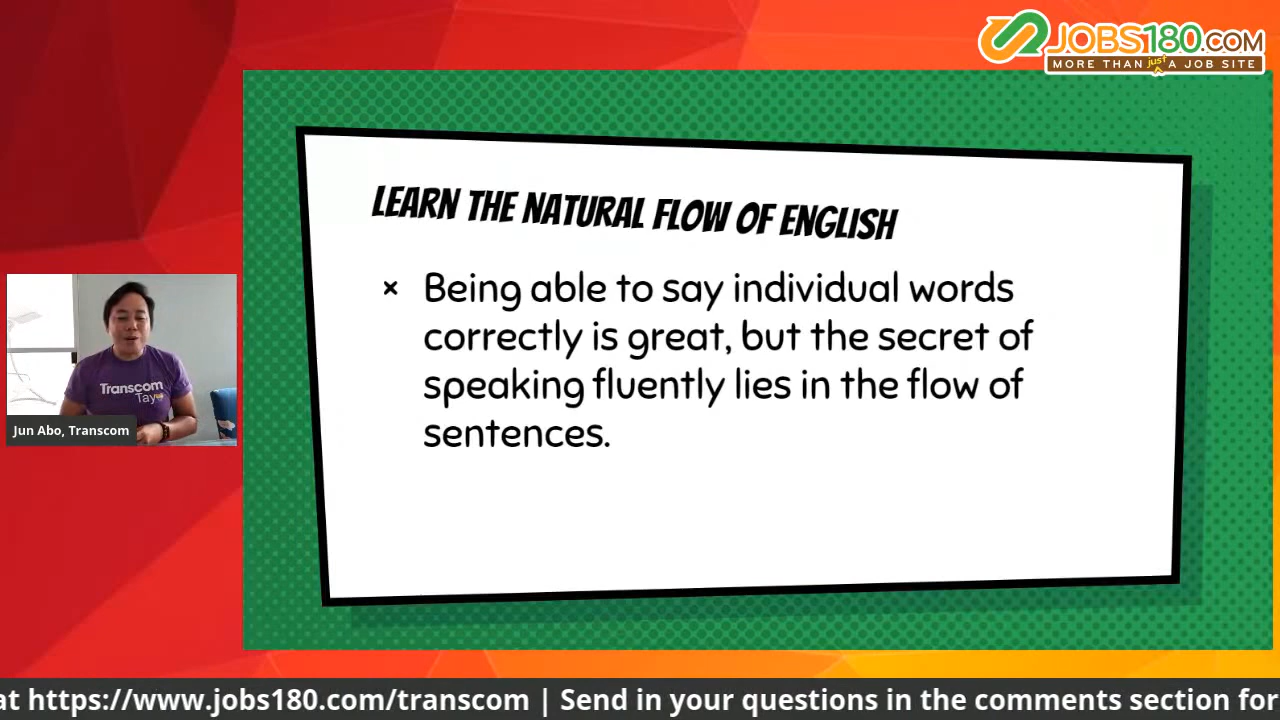 JOBS180.COM
MORE THAN just A JOB SITE
LEARN THE NATURAL FLOW OF ENGLISH
× Being able to say individual words
correctly is great, but the secret of
speaking fluently lies in the flow of
sentences.
Transcom
Tayo
Jun Abo, Transcom
at https://www.jobs180.com/transcom | Send in your questions in the comments section for